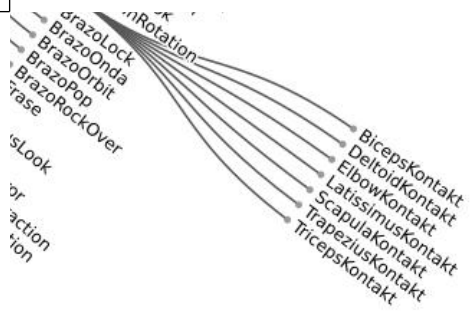 BrazoLock
BrazoOnda
BrazoOrbit
BrazoPop
BrazoRockOver
BicepsKontakt
DeltoidKontakt
ElbowKontakt
LatissimusKontakt
ScapulaKontakt
TrapeziusKontakt
TricepsKontakt